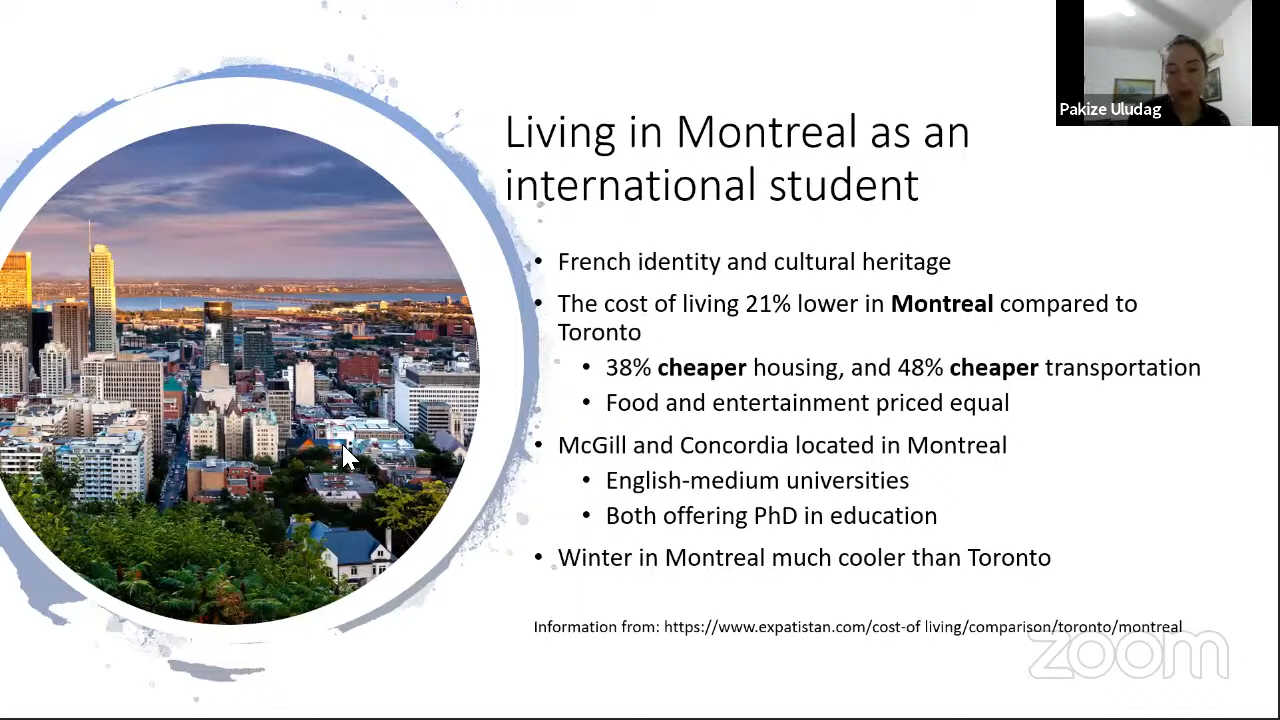 Pakize Uludag
Living in Montreal as an
international student
• French identity and cultural heritage
• The cost of living 21% lower in Montreal compared to
Toronto
• 38% cheaper housing, and 48% cheaper transportation
• Food and entertainment priced equal
• McGill and Concordia located in Montreal
• English-medium universities
• Both offering PhD in education
• Winter in Montreal much cooler than Toronto
Information from: https://www.expatistan.com/cost-of living/comparison/toronto/montreal
zoom